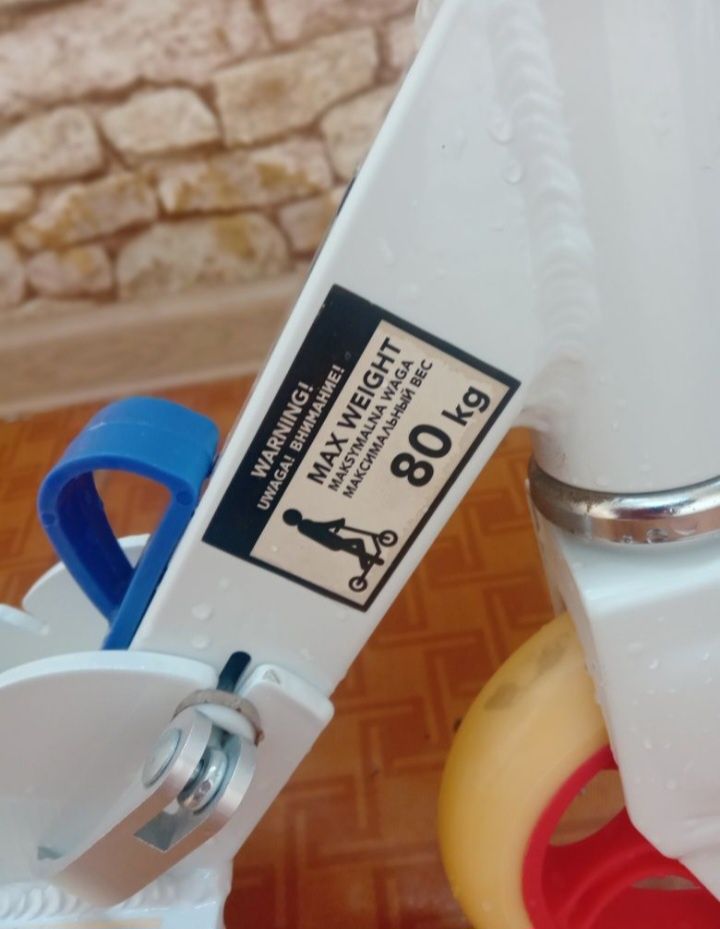 WARNING!
UWAGA! ВНИМАНИЕ!
MAX WEIGHT
MAKSYMALNA WAGA
МАКСИМАЛЬНЫЙ ВЕС
80 kg